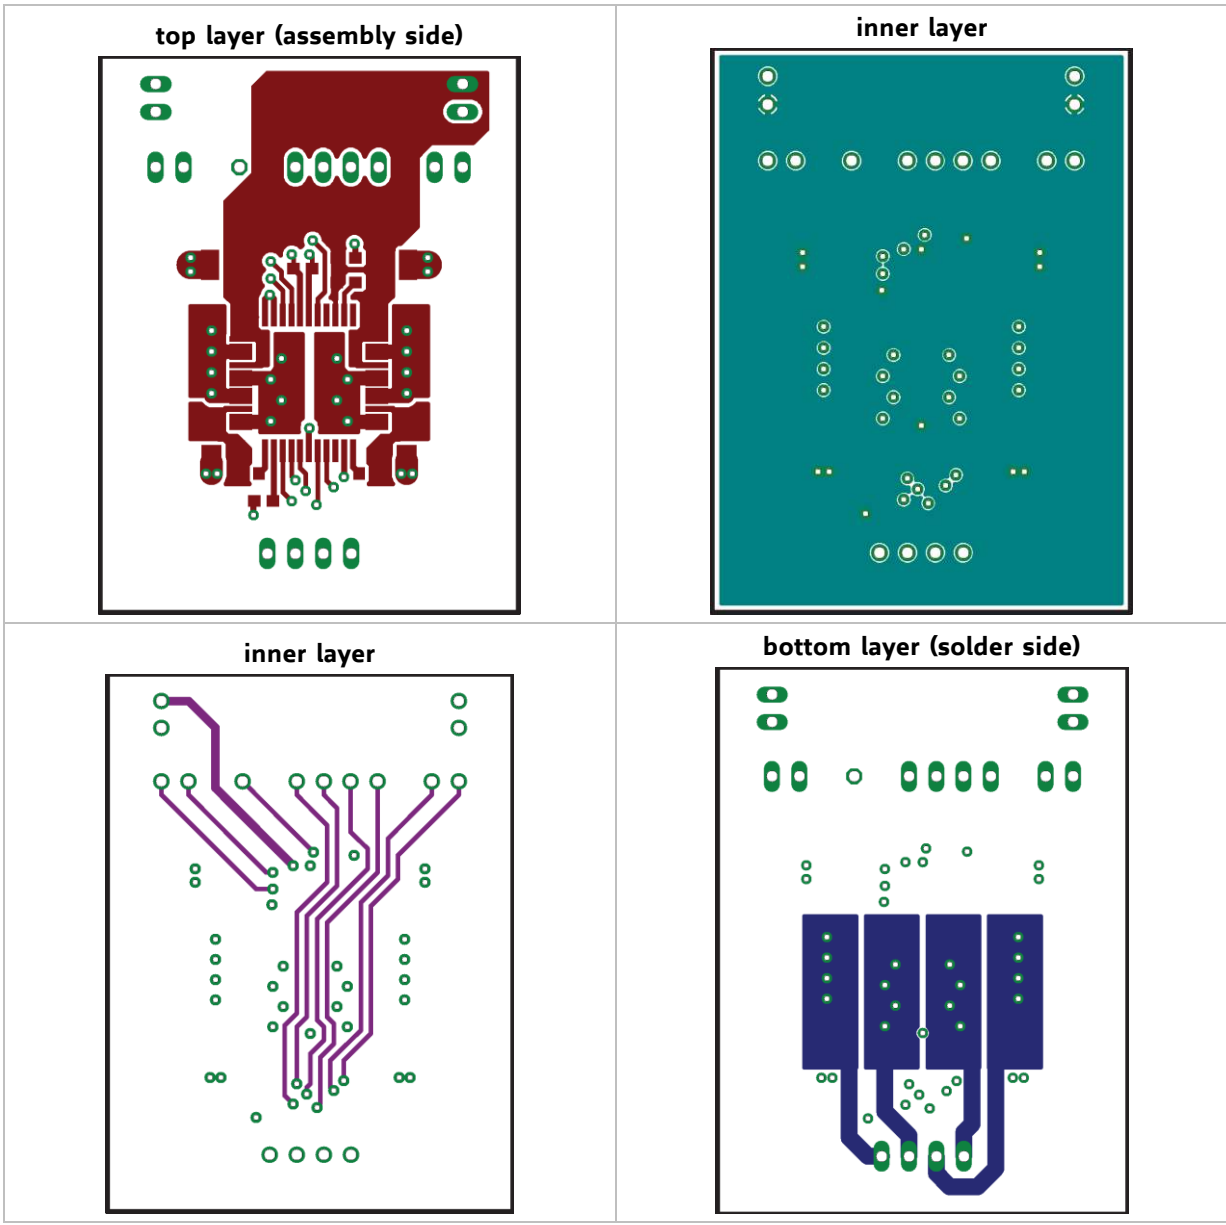 top layer (assembly side)
inner layer
inner layer
bottom layer (solder side)